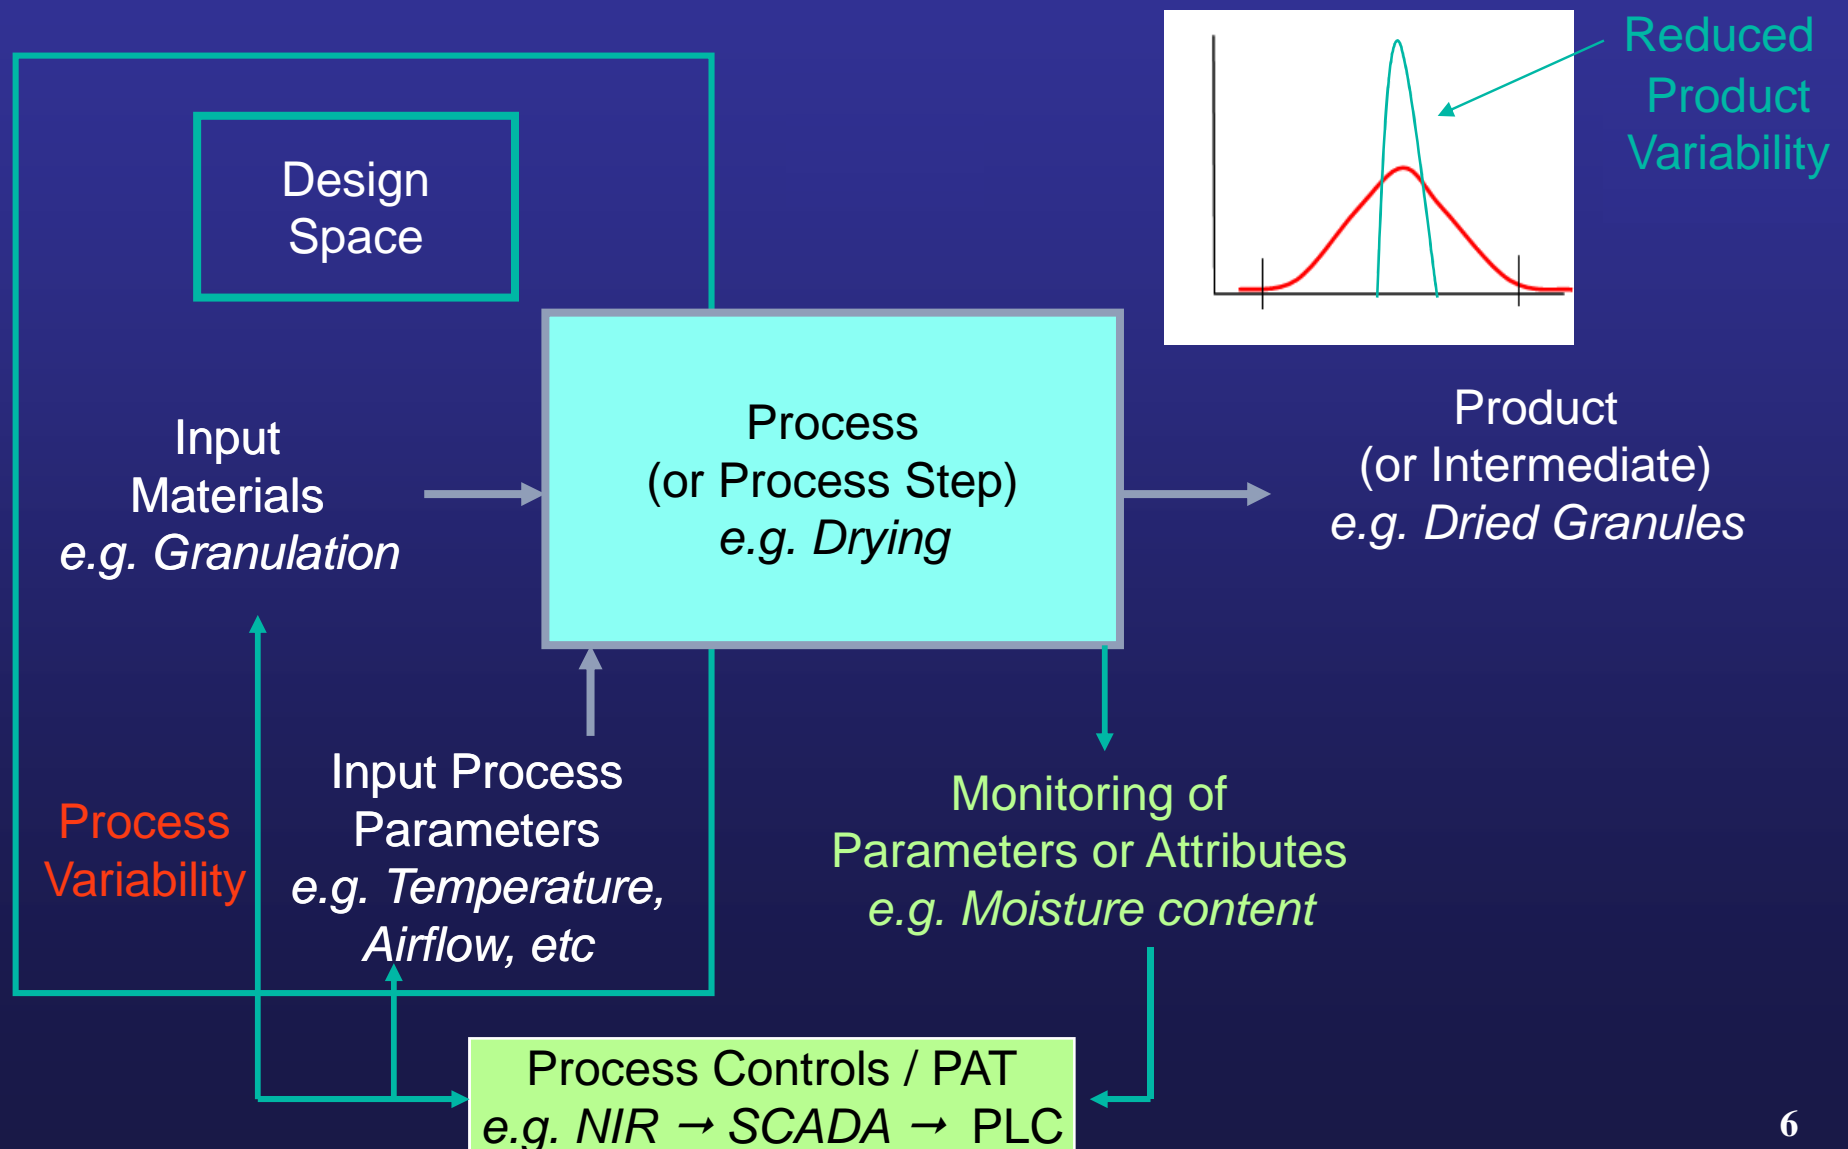 Reduced
Product
Variability
Design
Space
Input
Materials
e.g. Granulation
Process
(or Process Step)
e.g. Drying
Product
(or Intermediate)
e.g. Dried Granules
Process
Variability
Input Process
Parameters
e.g. Temperature,
Airflow, etc
Monitoring of
Parameters or Attributes
e.g. Moisture content
Process Controls / PAT
e.g. NIR → SCADA → PLC
6